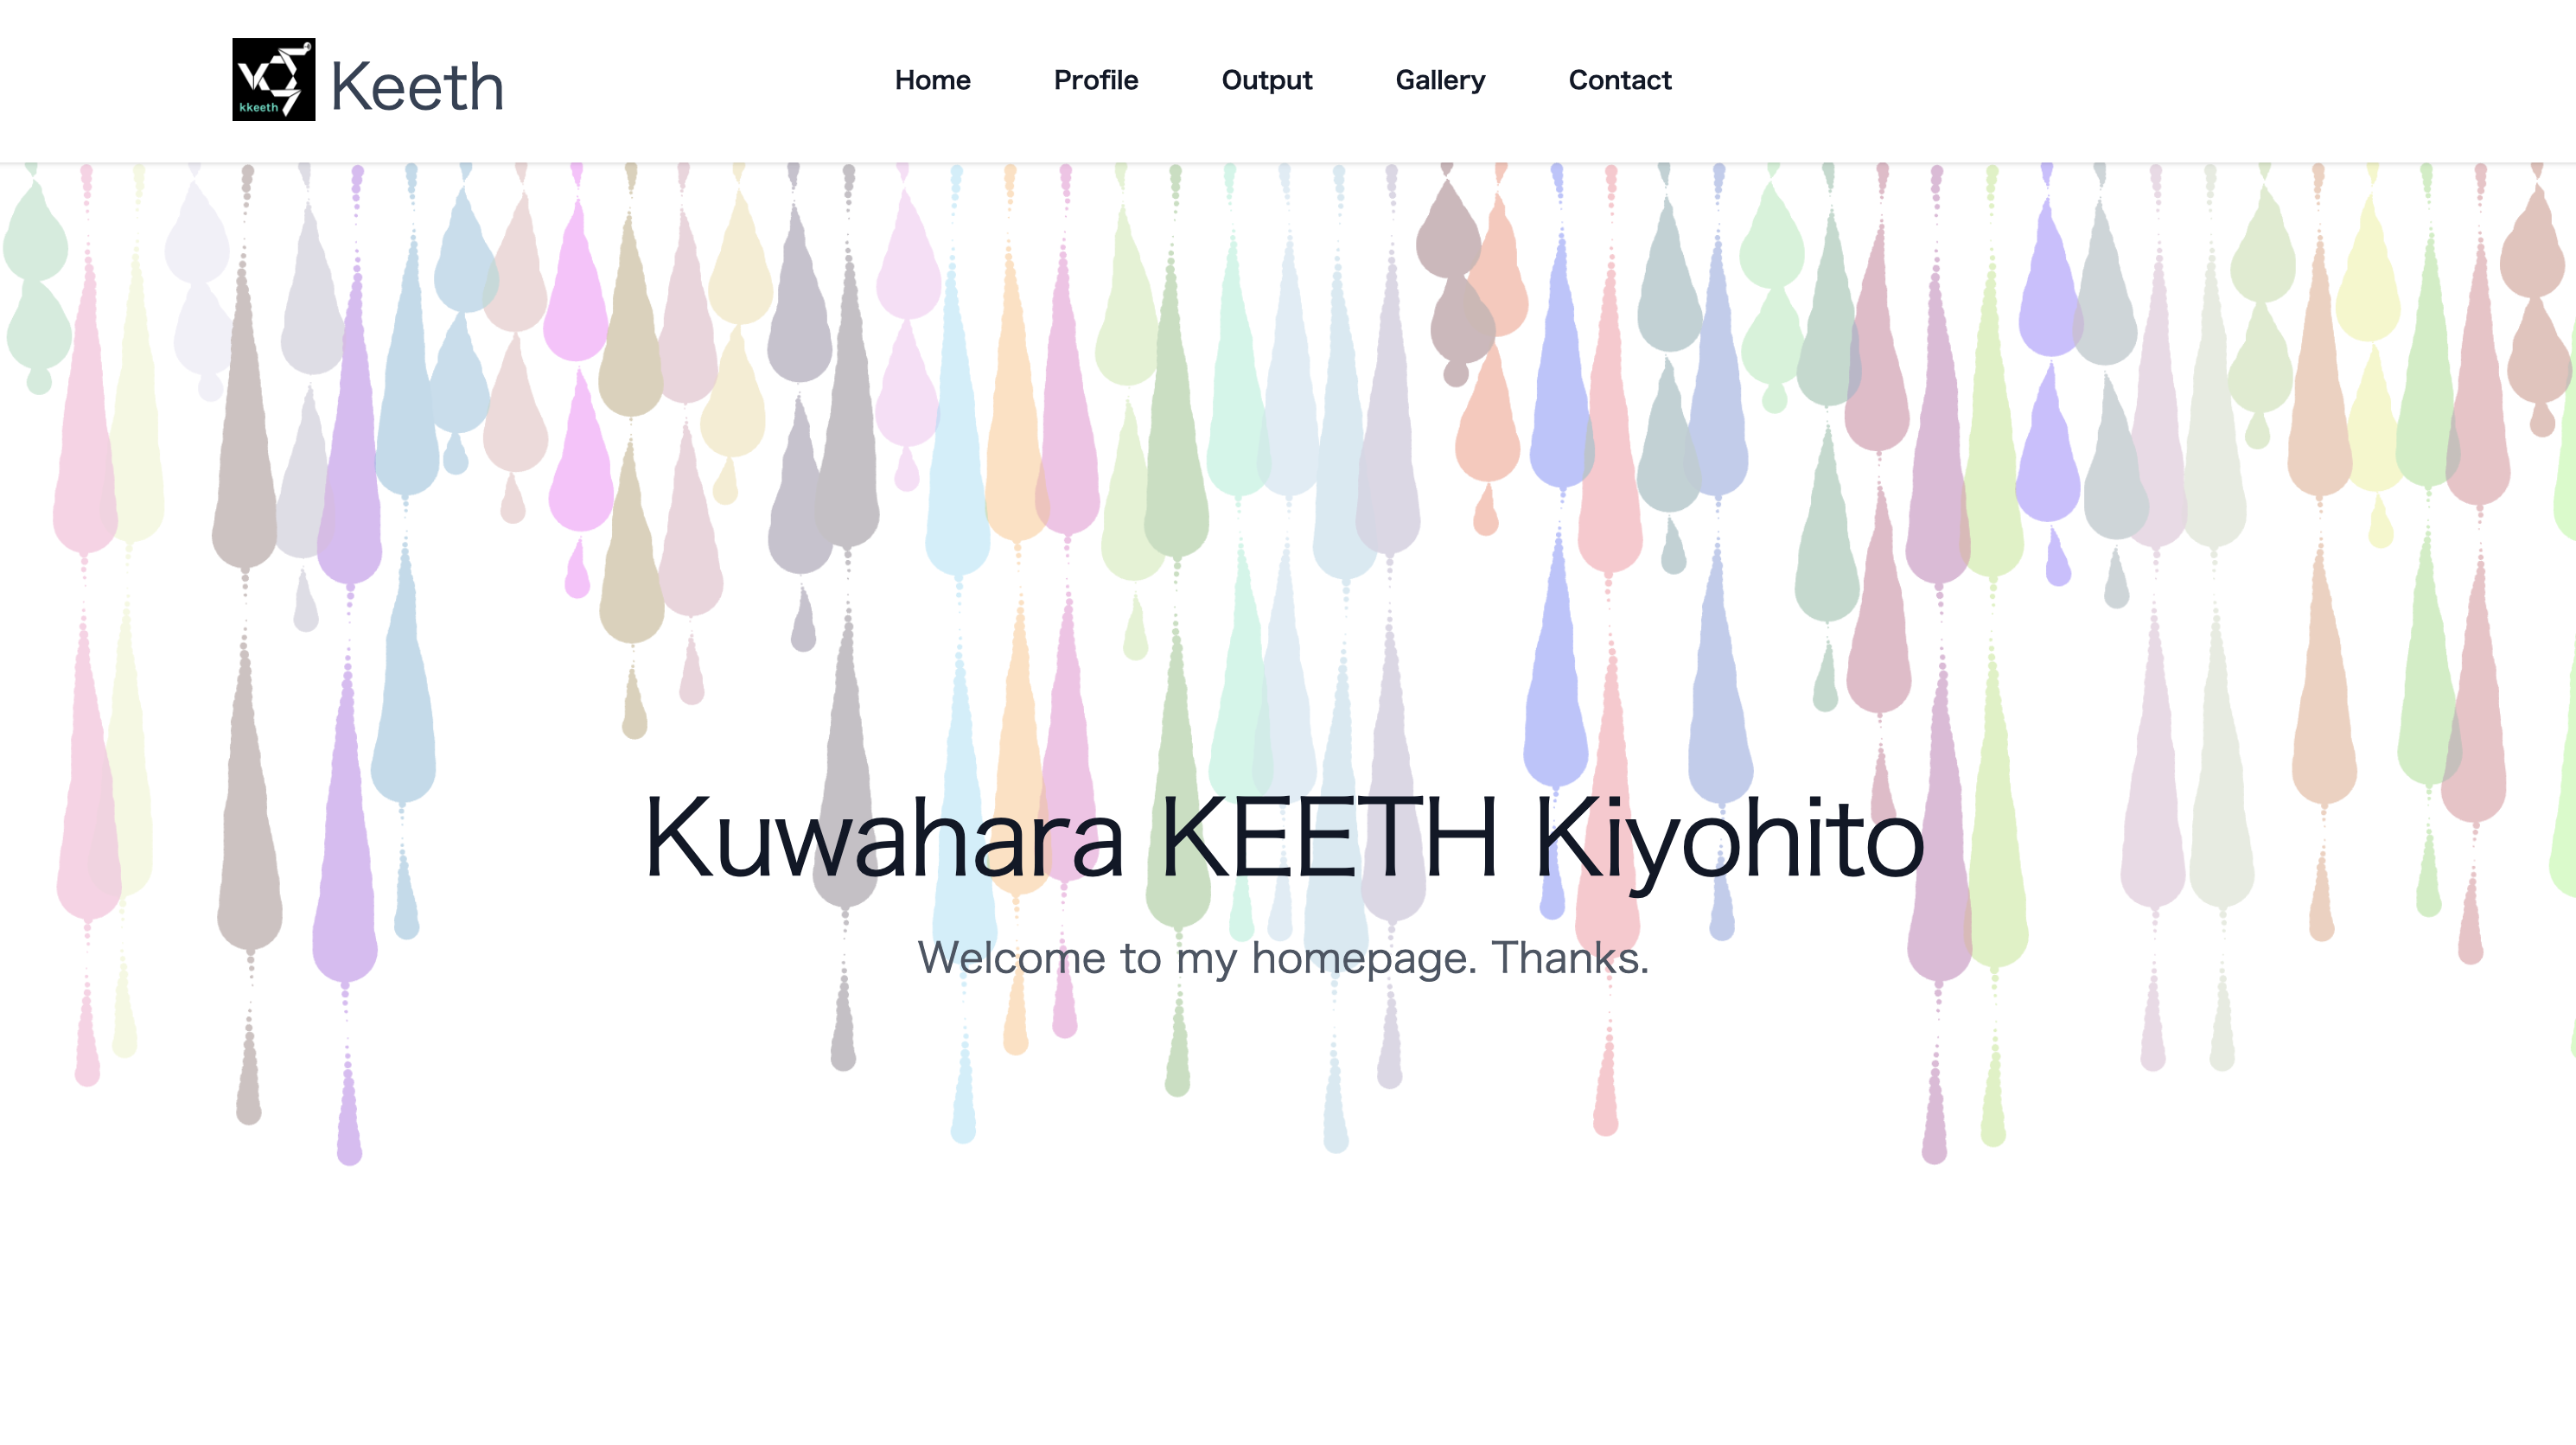 kkeeth
Keeth
Home Profile Output Gallery Contact
Kuwahara KEETH Kiyohito
Welcome to my homepage. Thanks.